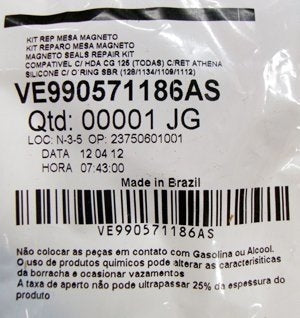 KIT REP MESA MAGNETO
KIT REPARO MESA MAGNETO
MAGNETO SEALS REPAIR KIT
COMPATIVEL C/ HDA CG 125 (TODAS) C/RET ATHENA
SILICONE C/ O'RING SBR (128/1134/1109/1112)
VE990571186AS
Qtd: 00001 JG
LOC: N-3-5 OP: 23750601001
DATA 12 04 12
HORA 07:43:00
Made in Brazil
VE990571186AS
Não colocar as peças em contato com Gasolina ou Álcool.
O uso de produtos quimicos pode alterar as caracterisiticas
da borracha e ocasionar vazamentos
A taxa de aperto não pode ultrapassar 25% da espessura do
produto